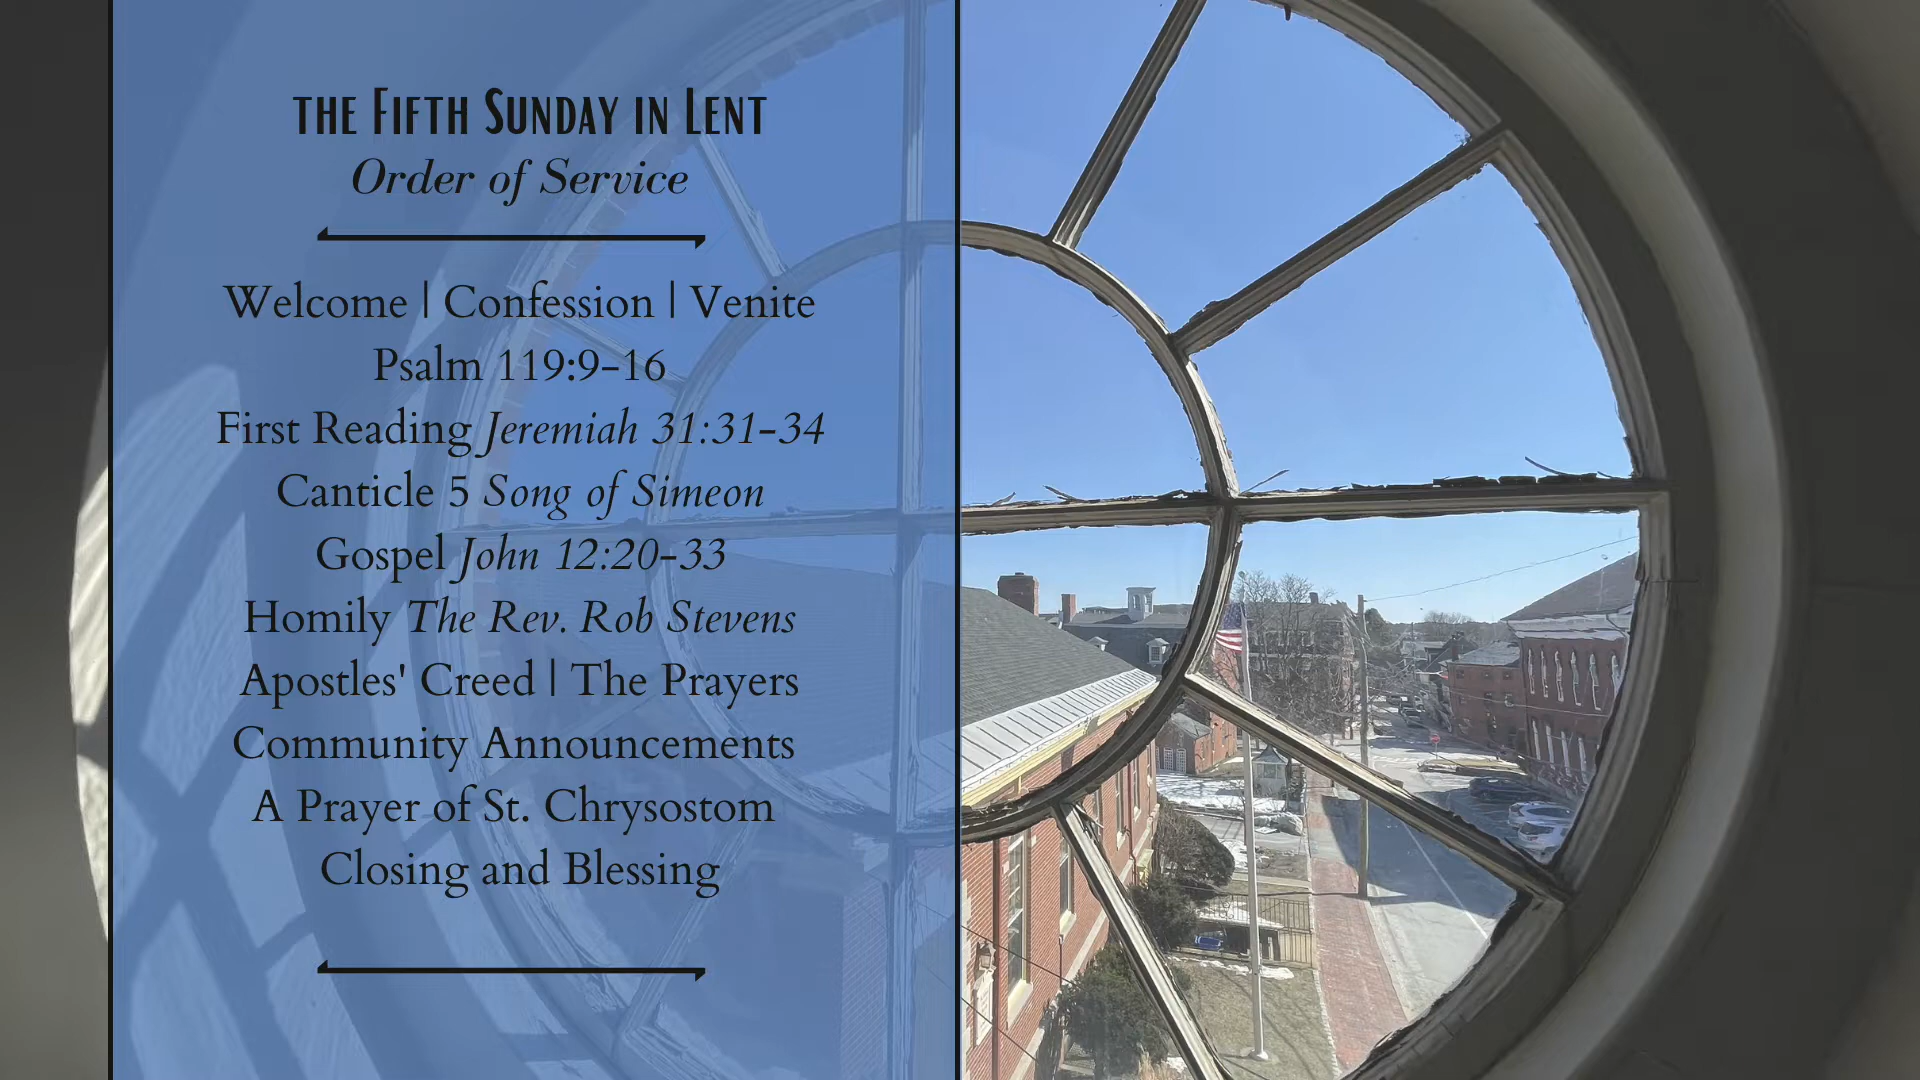 THE FIFTH SUNDAY IN LENT
Order of Service
Welcome | Confession | Venite
Psalm 119:9-16
First Reading Jeremiah 31:31-34
Canticle 5 Song of Simeon
Gospel John 12:20-33
Homily The Rev. Rob Stevens
Apostles' Creed | The Prayers
Community Announcements
A Prayer of St. Chrysostom
Closing and Blessing